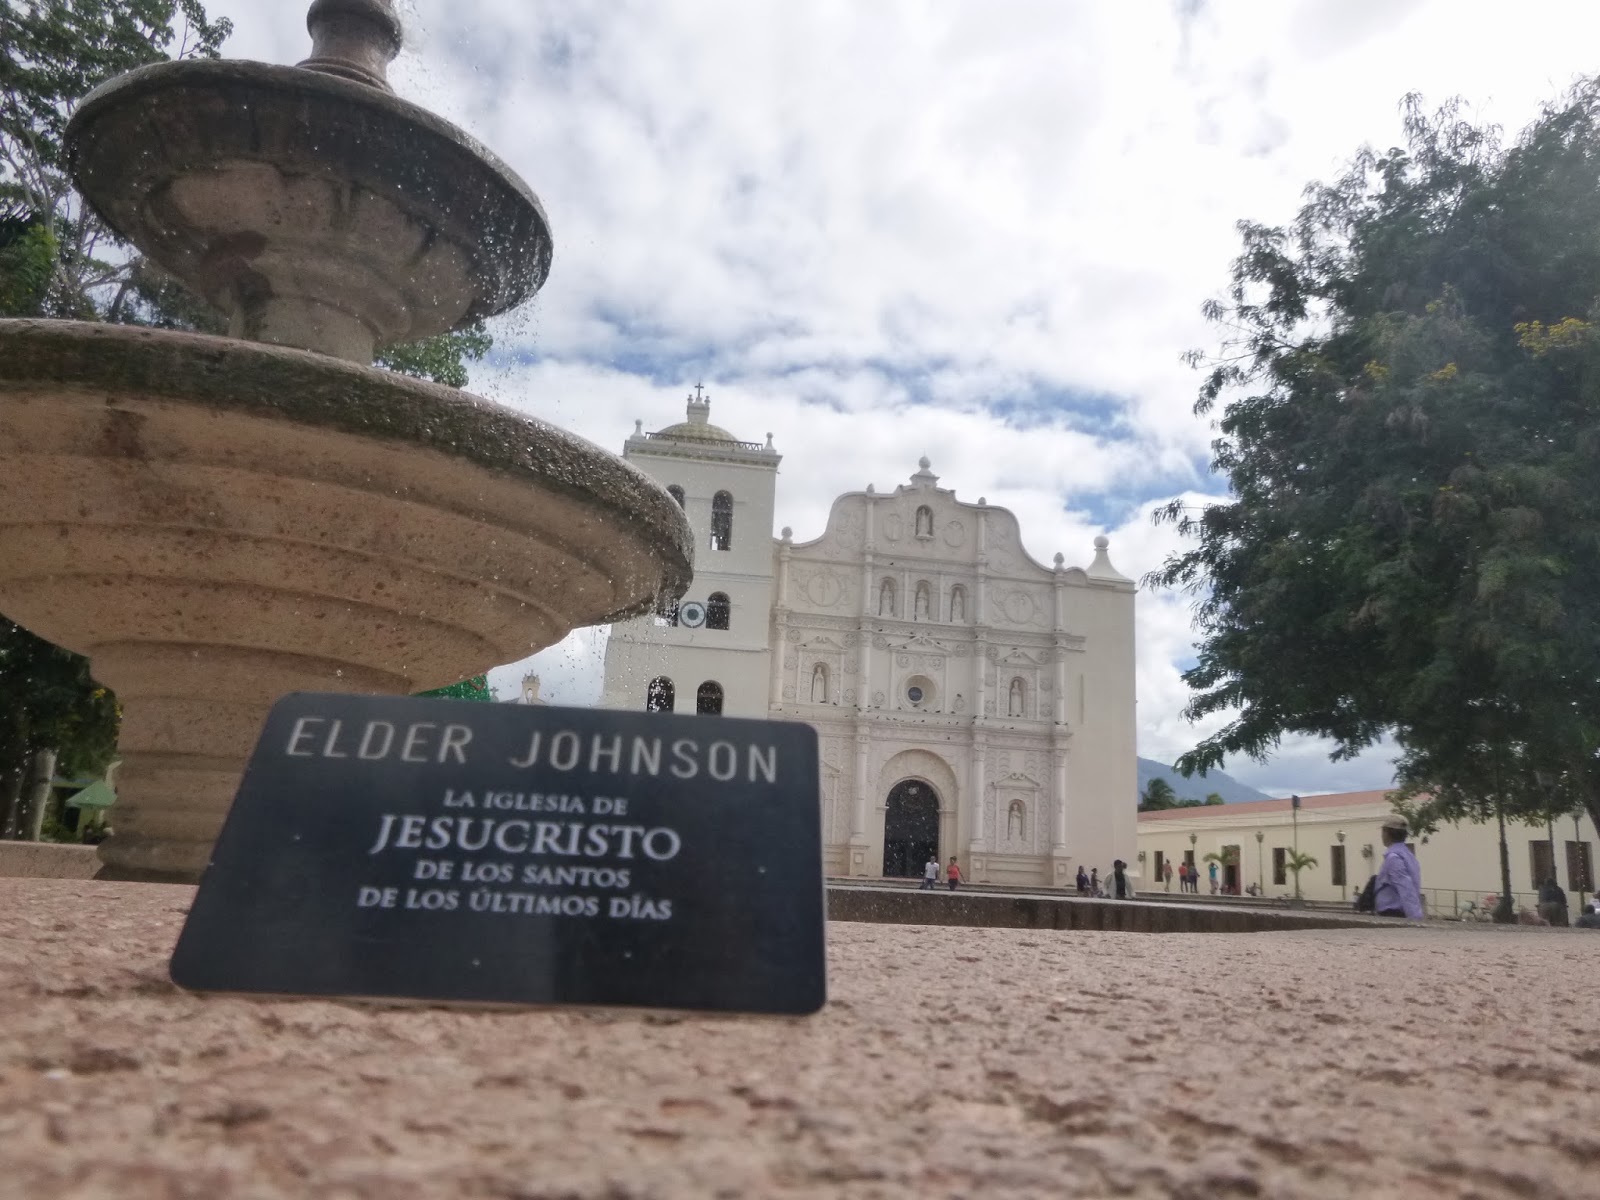 ELDER JOHNSON
LA IGLESIA DE
JESUCRISTO
DE LOS SANTOS
DE LOS ÚLTIMOS DÍAS